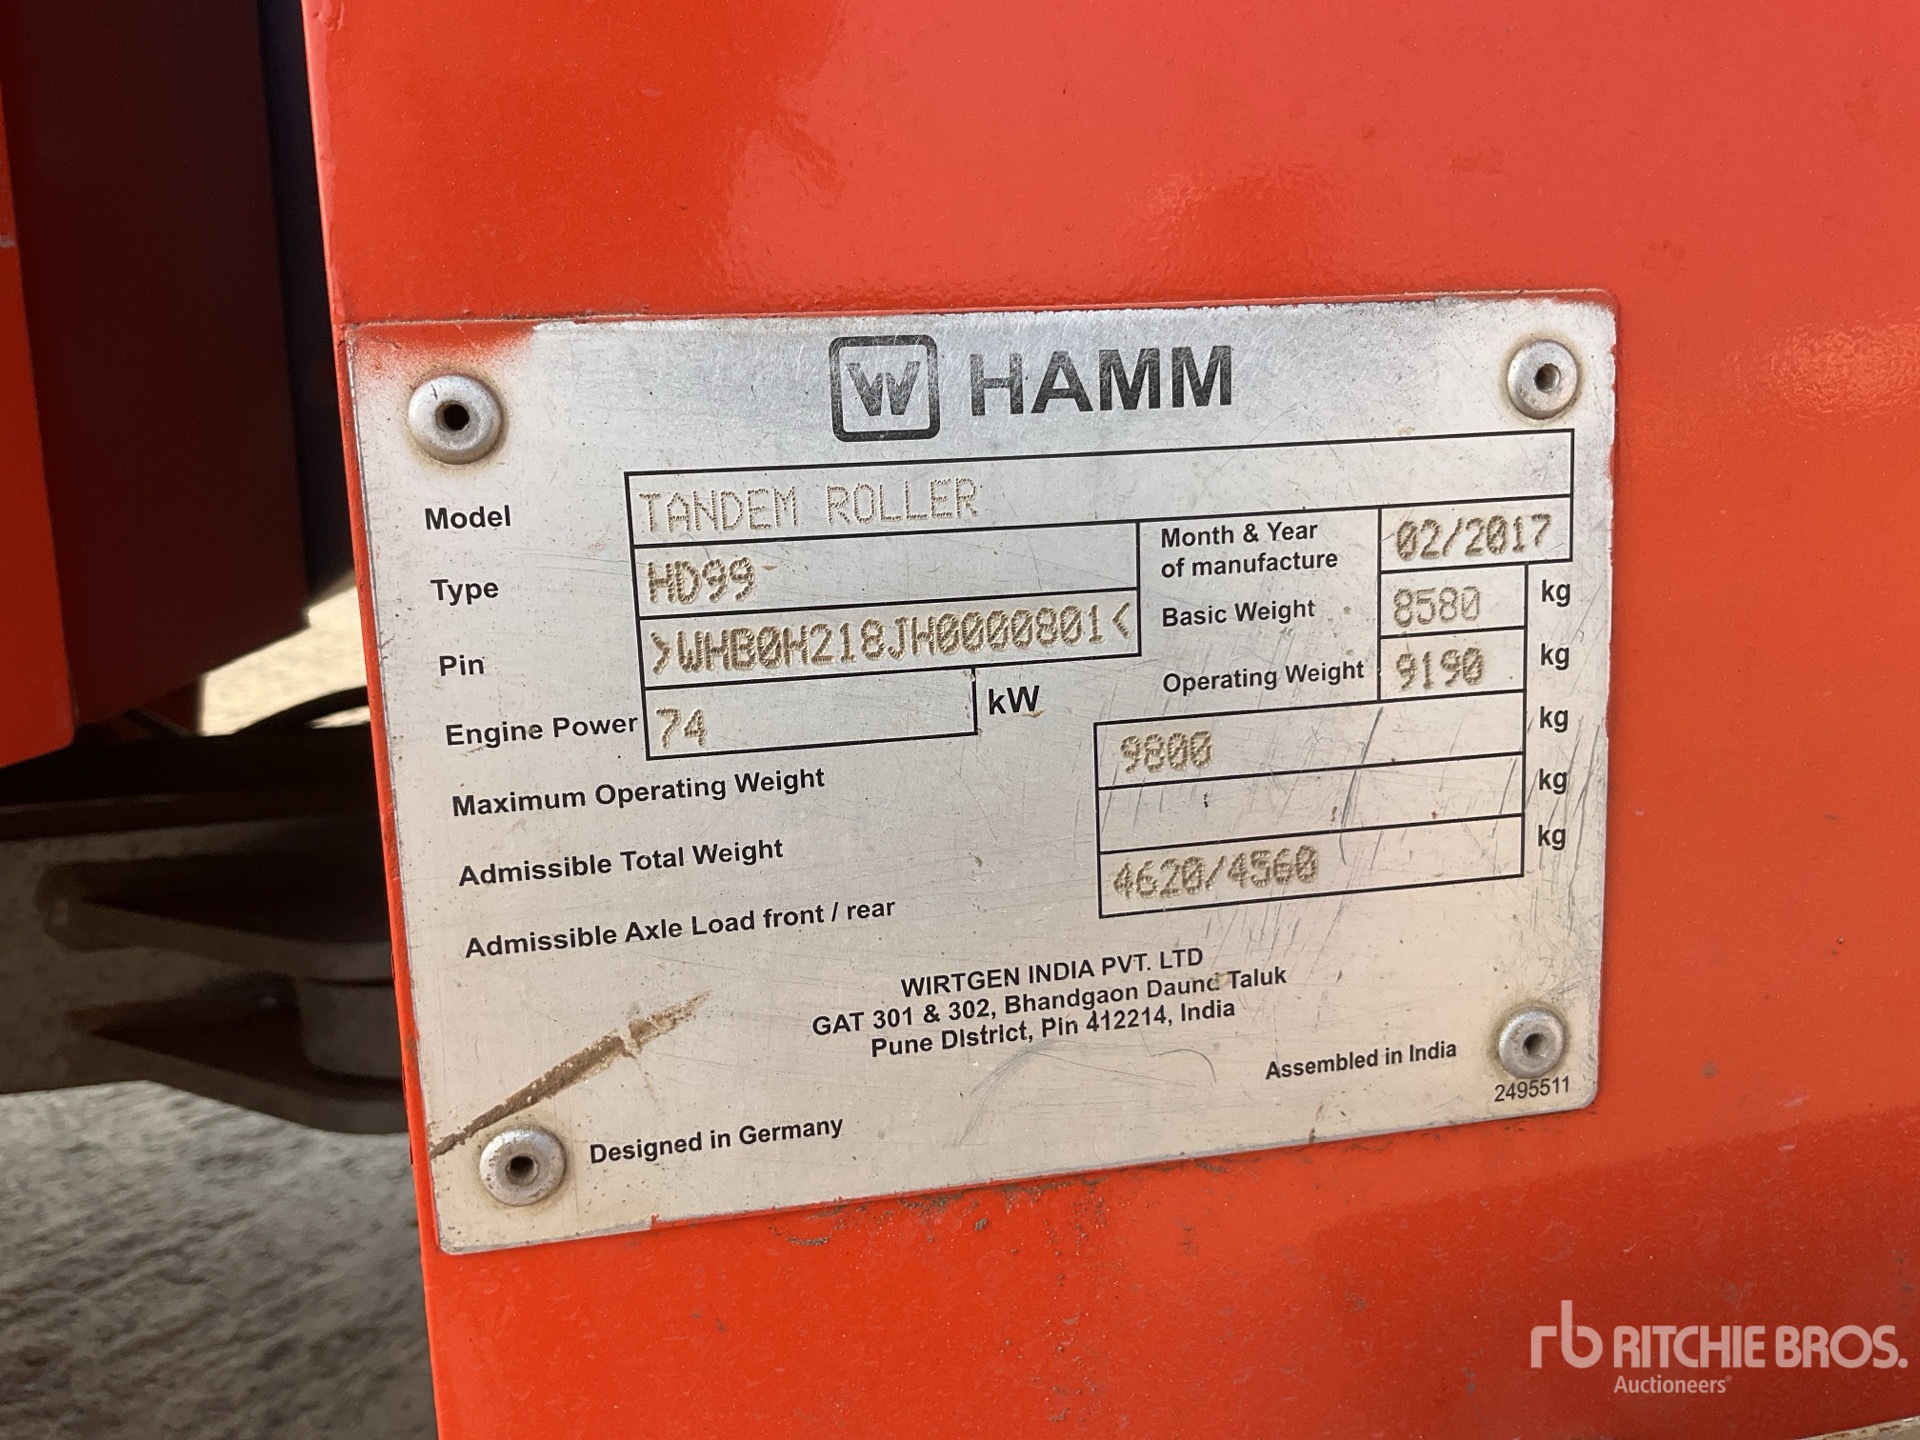 W HAMM
Model TANDEM ROLLER
Type HD99
Month & Year of manufacture 02/2017
Pin >WHB0H218JH0000801<
Basic Weight 8580 kg
Operating Weight 9190 kg
Engine Power 74 kW
Maximum Operating Weight 9800 kg
Admissible Total Weight kg
Admissible Axle Load front / rear 4620/4560 kg
WIRTGEN INDIA PVT. LTD
GAT 301 & 302, Bhandgaon Daund Taluk
Pune District, Pin 412214, India
Assembled in India
2495511
Designed in Germany
rb RITCHIE BROS.
Auctioneers®